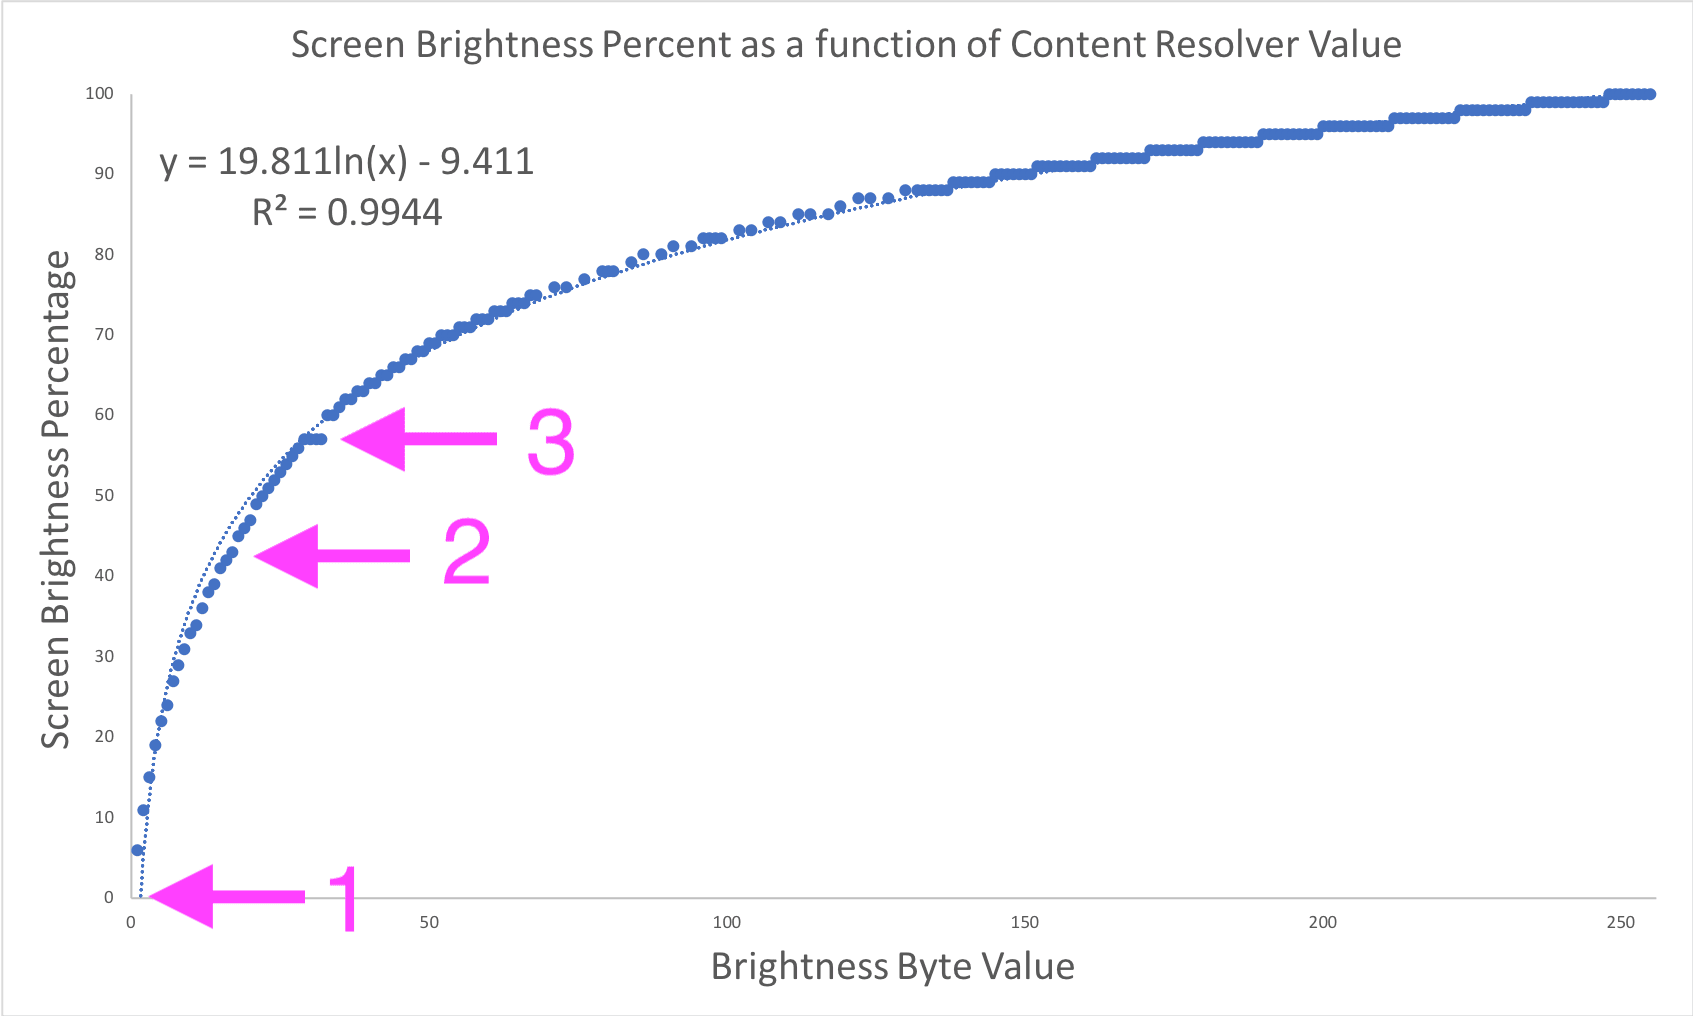 Screen Brightness Percent as a function of Content Resolver Value
100
y = 19.811ln(x) - 9.411
R² = 0.9944
90
80
70
60
50
40
30
20
10
0
Screen Brightness Percentage
3
2
1
0 50 100 150 200 250
Brightness Byte Value